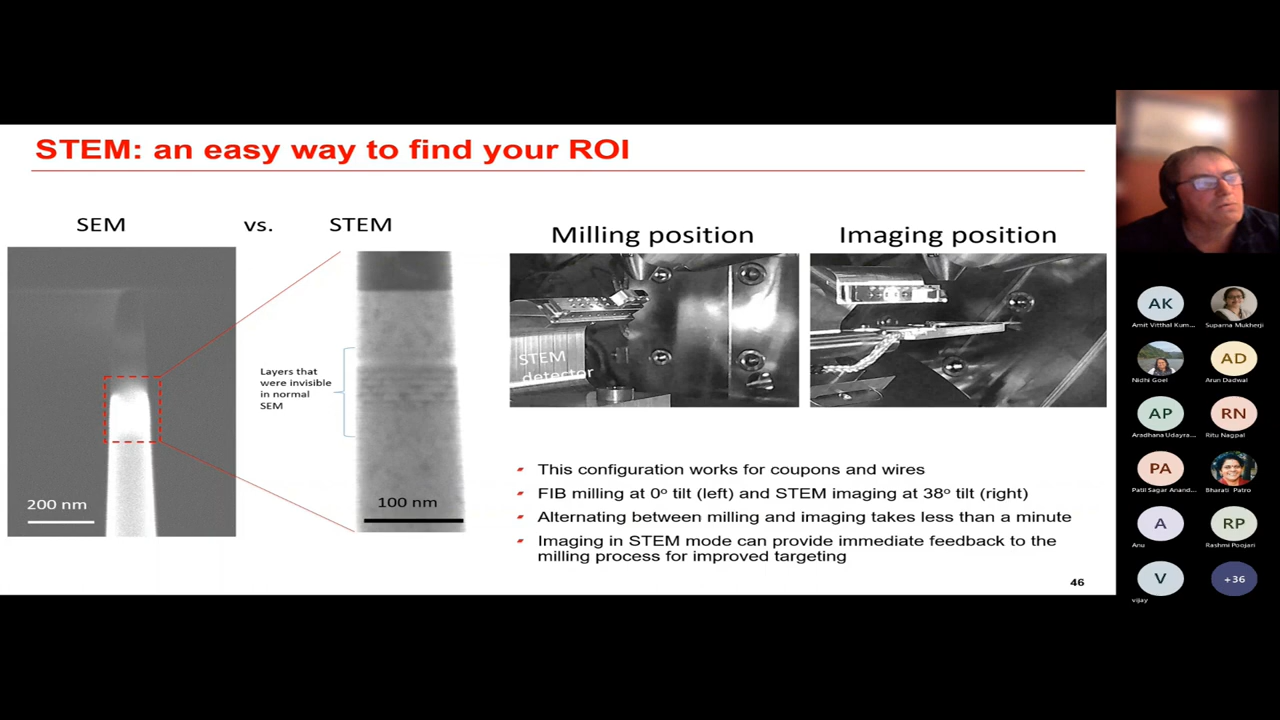 STEM: an easy way to find your ROI
SEM
vs.
STEM
Milling position
Imaging position
Layers that
were invisible
in normal
SEM
STEM
detector
200 nm
100 nm
This configuration works for coupons and wires
FIB milling at 0° tilt (left) and STEM imaging at 38° tilt (right)
Alternating between milling and imaging takes less than a minute
Imaging in STEM mode can provide immediate feedback to the
milling process for improved targeting
46
AK
Amit Vitthal Kum...
Suparna Mukherji
Nidhi Goel
AD
Arun Dadwal
AP
Aradhana Udayra...
RN
Ritu Nagpal
PA
Patil Sagar Anand...
Bharati Patro
A
Anu
RP
Rashmi Poojari
V
vijay
+36